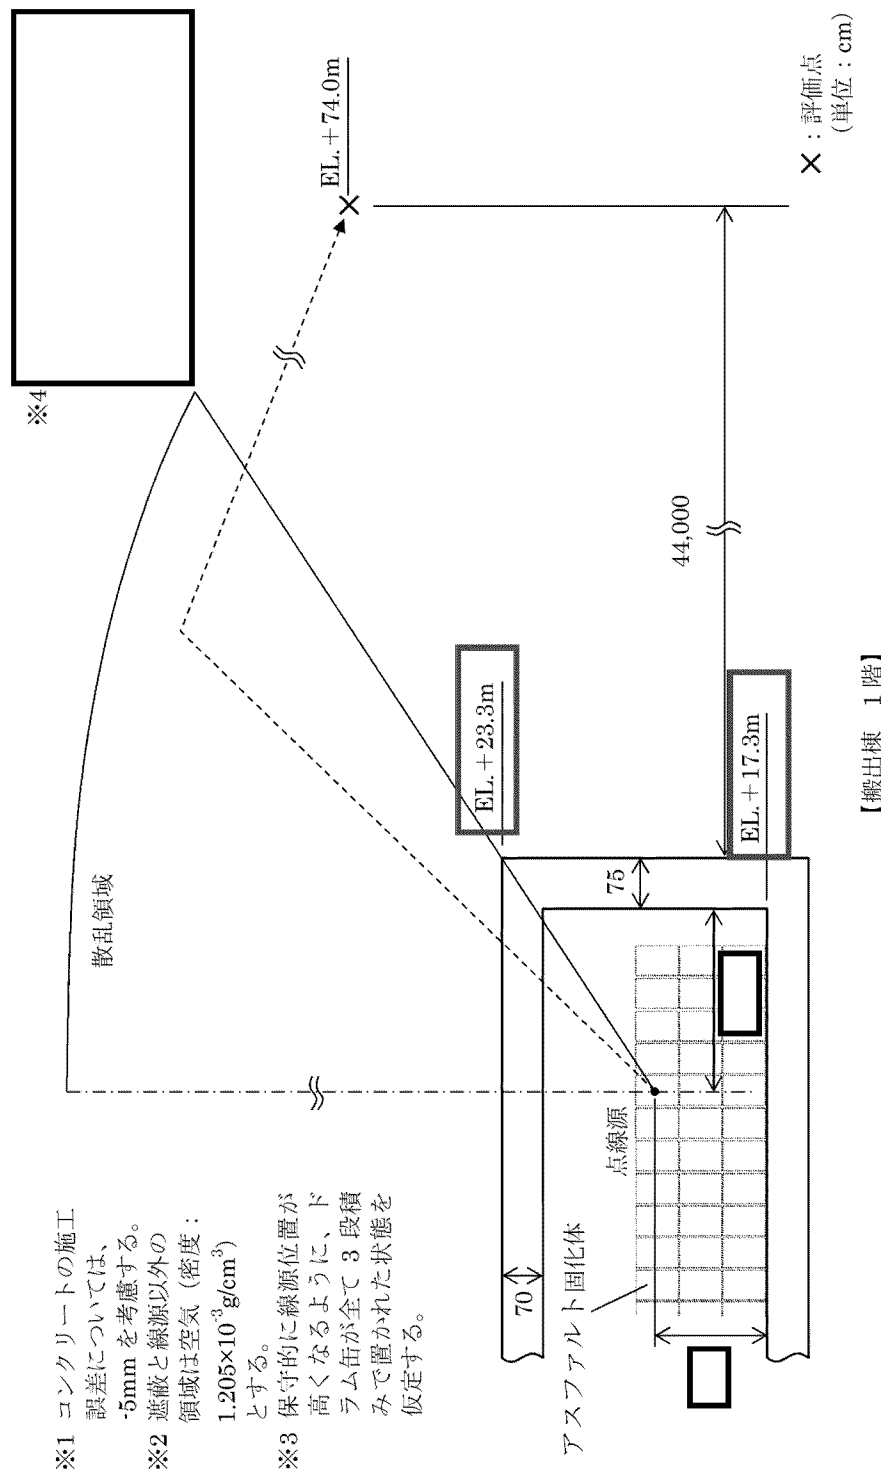 ※1 コンクリートの施工
誤差については、
-5mm を考慮する。
※2 遮蔽と線源以外の
領域は空気（密度：
1.205×10⁻³g/cm³）
とする。
※3 保守的に線源位置が
高くなるように、ド
ラム缶が全て 3 段積
みで置かれた状態を
仮定する。
※4
散乱領域
EL.＋74.0m
EL.＋23.3m
44,000
EL.＋17.3m
75
70
点線源
アスファルト固化体
×：評価点
（単位：cm）
【搬出棟 1 階】